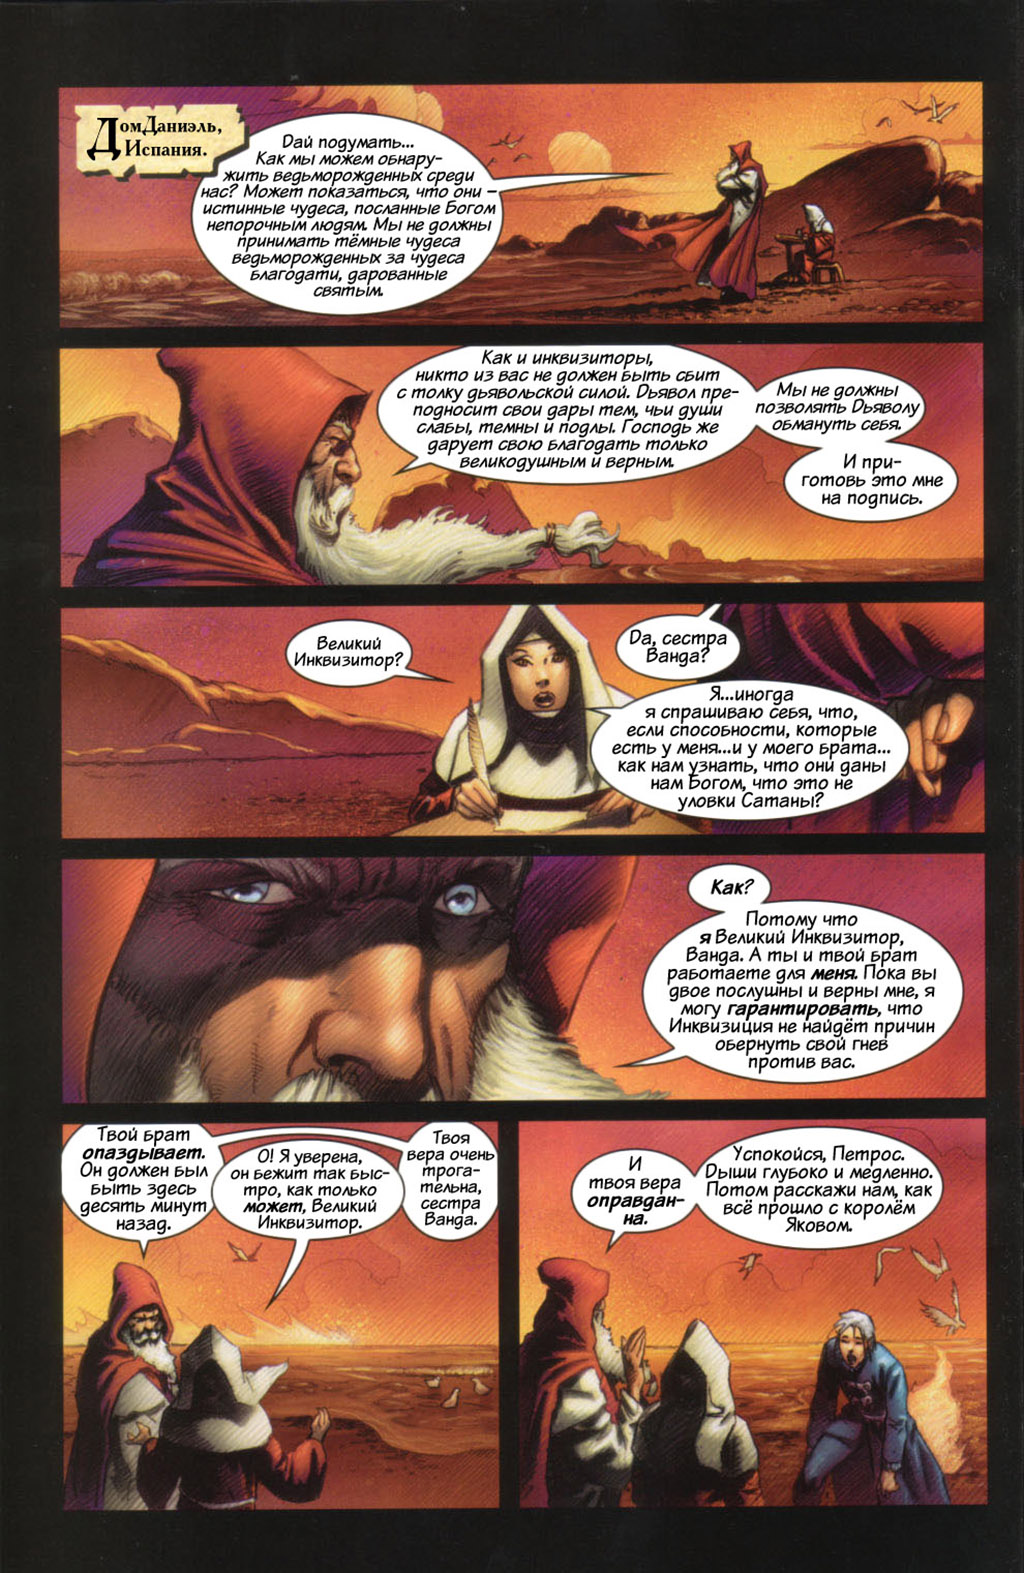 ДомДаниэль,
Испания.
Дай подумать...
Как мы можем обнару-
жить ведьморожденных среди
нас? Может показаться, что они –
истинные чудеса, посланные Богом
непорочным людям. Мы не должны
принимать тёмные чудеса
ведьморожденных за чудеса
благодати, дарованные
святым.
Как и инквизиторы,
никто из вас не должен быть сбит
с толку дьявольской силой. Дьявол пре-
подносит свои дары тем, чьи души
слабы, темны и подлы. Господь же
дарует свою благодать только
великодушным и верным.
Мы не должны
позволять Дьяволу
обмануть себя.
И при-
готовь это мне
на подпись.
Великий
Инквизитор?
Да, сестра
Ванда?
Я...иногда
я спрашиваю себя, что,
если способности, которые
есть у меня...и у моего брата...
как нам узнать, что они даны
нам Богом, что это не
уловки Сатаны?
Как?
Потому что
я Великий Инквизитор,
Ванда. А ты и твой брат
работаете для меня. Пока вы
двое послушны и верны мне, я
могу гарантировать, что
Инквизиция не найдёт причин
обернуть свой гнев
против вас.
Твой брат
опаздывает.
Он должен был
быть здесь
десять минут
назад.
О! Я уверена,
он бежит так быс-
тро, как только
может, Великий
Инквизитор.
Твоя
вера очень
трога-
тельна,
сестра
Ванда.
И
твоя вера
оправдан-
на.
Успокойся, Петрос.
Дыши глубоко и медленно.
Потом расскажи нам, как
всё прошло с королём
Яковом.